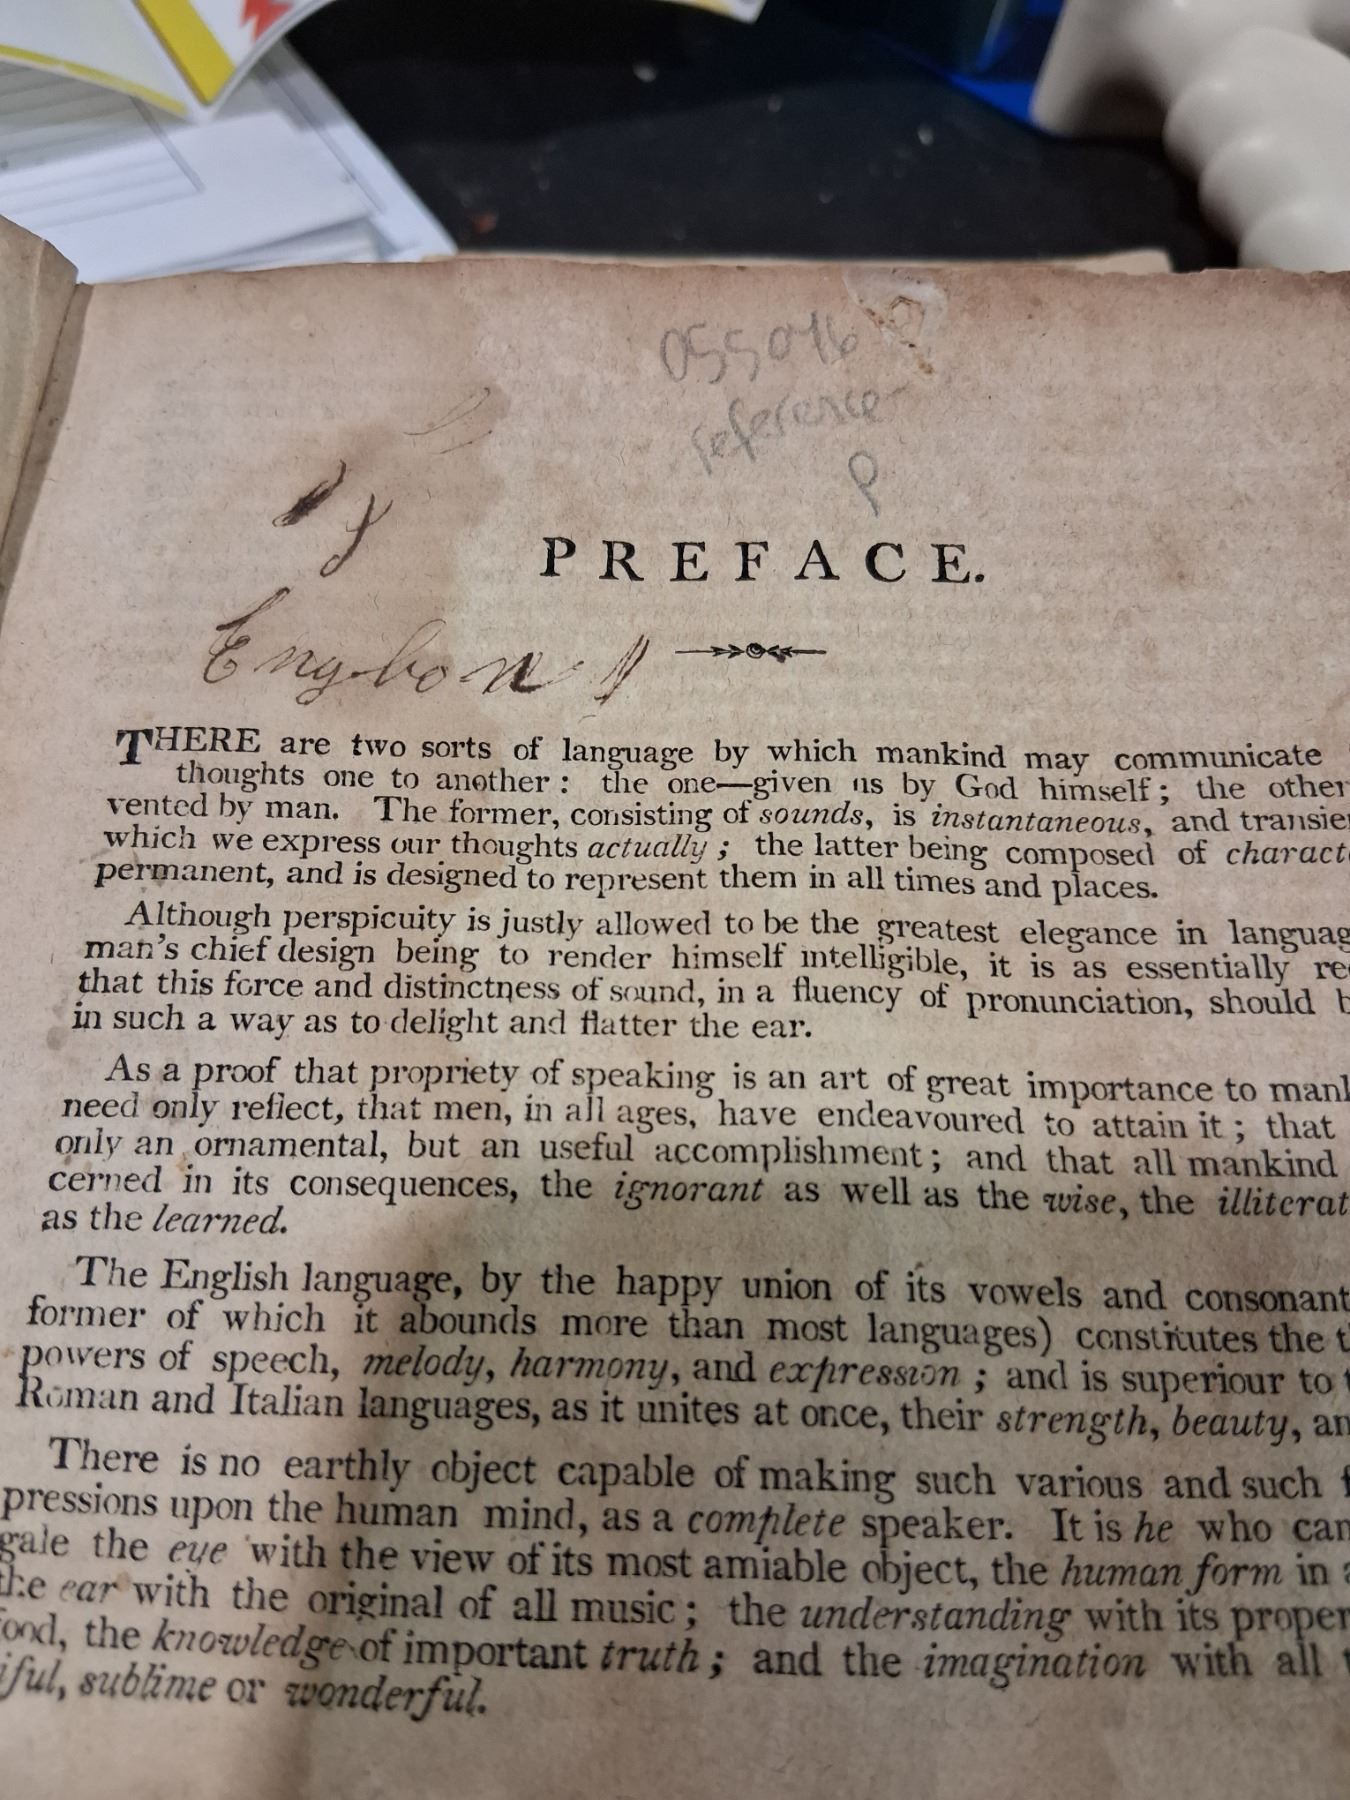 055076
reference
P
PREFACE.
THERE are two sorts of language by which mankind may communicate
thoughts one to another: the one—given us by God himself; the other
vented by man. The former, consisting of sounds, is instantaneous, and transie
which we express our thoughts actually; the latter being composed of charact
permanent, and is designed to represent them in all times and places.
Although perspicuity is justly allowed to be the greatest elegance in languag
man's chief design being to render himself intelligible, it is as essentially re
that this force and distinctness of sound, in a fluency of pronunciation, should b
in such a way as to delight and flatter the ear.
As a proof that propriety of speaking is an art of great importance to man
need only reflect, that men, in all ages, have endeavoured to attain it; that
only an ornamental, but an useful accomplishment; and that all mankind
cerned in its consequences, the ignorant as well as the wise, the illiterat
as the learned.
The English language, by the happy union of its vowels and consonant
former of which it abounds more than most languages) constitutes the t
powers of speech, melody, harmony, and expression; and is superiour to t
Roman and Italian languages, as it unites at once, their strength, beauty, an
There is no earthly object capable of making such various and such f
pressions upon the human mind, as a complete speaker. It is he who can
gale the eye with the view of its most amiable object, the human form in a
the ear with the original of all music; the understanding with its proper
ood, the knowledge of important truth; and the imagination with all t
iful, sublime or wonderful.